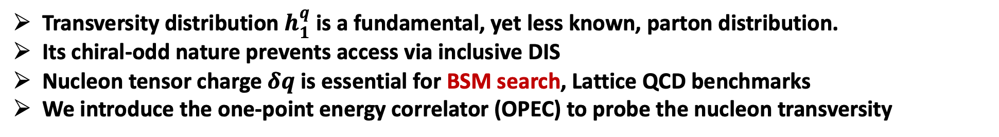 ➢ Transversity distribution $h_1^q$ is a fundamental, yet less known, parton distribution.
➢ Its chiral-odd nature prevents access via inclusive DIS
➢ Nucleon tensor charge $\delta q$ is essential for BSM search, Lattice QCD benchmarks
➢ We introduce the one-point energy correlator (OPEC) to probe the nucleon transversity